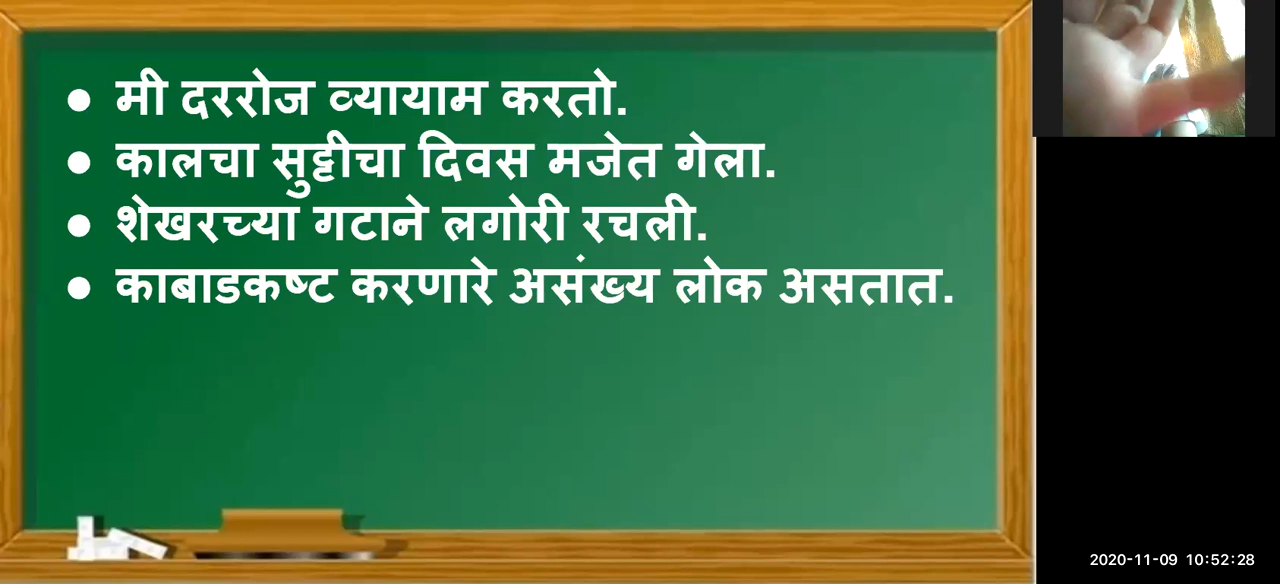 • मी दररोज व्यायाम करतो.
• कालचा सुट्टीचा दिवस मजेत गेला.
• शेखरच्या गटाने लगोरी रचली.
• काबाडकष्ट करणारे असंख्य लोक असतात.
2020-11-09 10:52:28